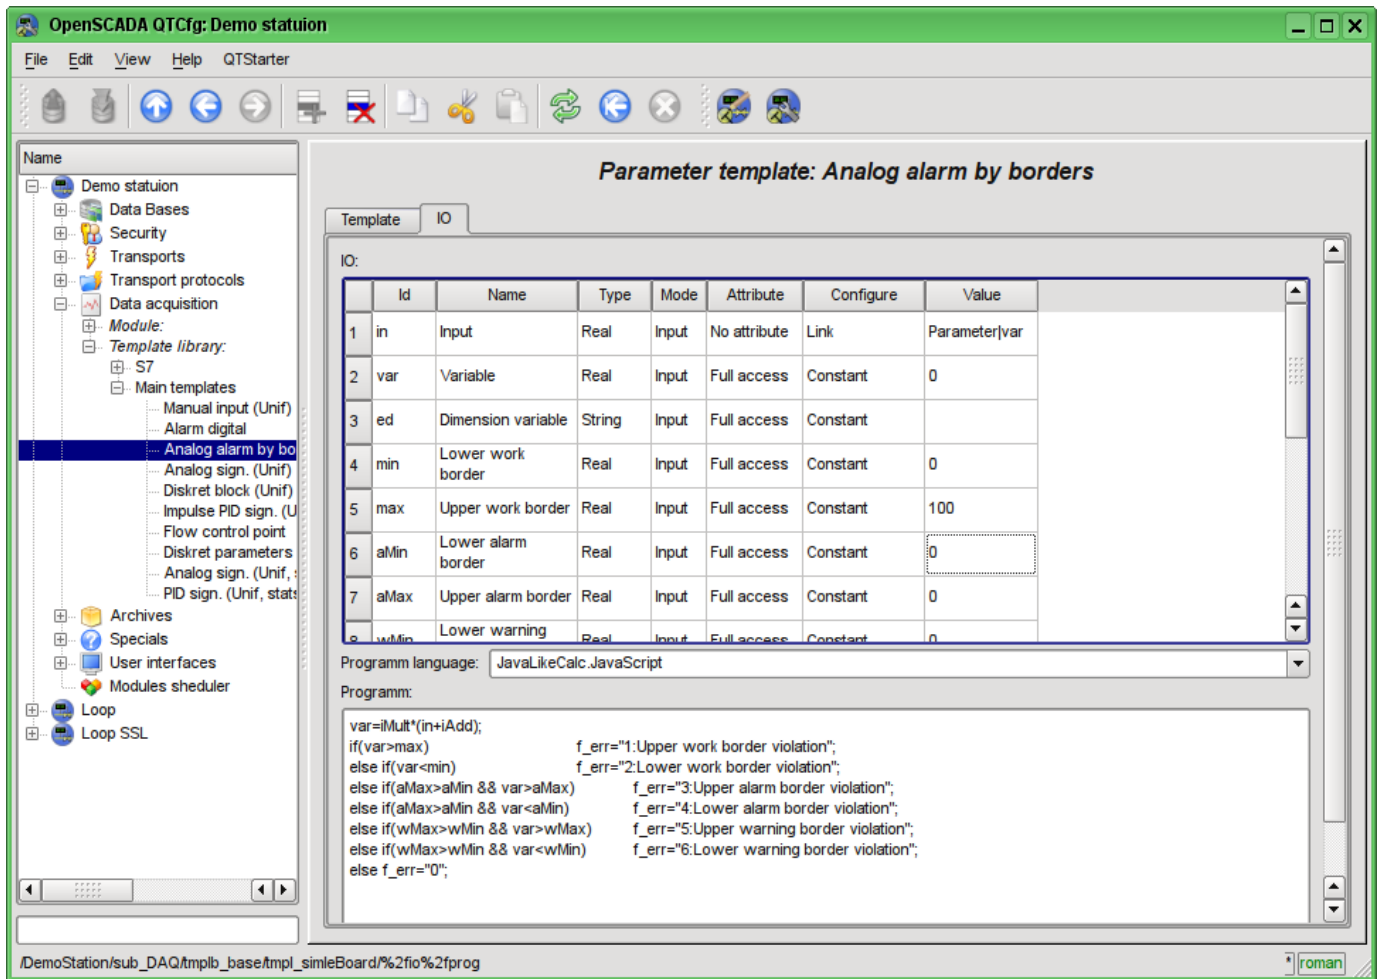 OpenSCADA QTCfg: Demo statuion
File Edit View Help QTStarter
Name
Demo statuion
Data Bases
Security
Transports
Transport protocols
Data acquisition
Module:
Template library:
S7
Main templates
Manual input (Unif)
Alarm digital
Analog alarm by bo
Analog sign. (Unif)
Diskret block (Unif)
Impulse PID sign. (U
Flow control point
Diskret parameters
Analog sign. (Unif, s
PID sign. (Unif, stats
Archives
Specials
User interfaces
Modules sheduler
Loop
Loop SSL
Parameter template: Analog alarm by borders
Template IO
IO:
Id Name Type Mode Attribute Configure Value
1 in Input Real Input No attribute Link Parameter|var
2 var Variable Real Input Full access Constant 0
3 ed Dimension variable String Input Full access Constant
4 min Lower work border Real Input Full access Constant 0
5 max Upper work border Real Input Full access Constant 100
6 aMin Lower alarm border Real Input Full access Constant 0
7 aMax Upper alarm border Real Input Full access Constant 0
8 wMin Lower warning Real Input Full access Constant 0
Programm language: JavaLikeCalc.JavaScript
Programm:
var=iMult*(in+iAdd);
if(var>max) f_err="1:Upper work border violation";
else if(var<min) f_err="2:Lower work border violation";
else if(aMax>aMin && var>aMax) f_err="3:Upper alarm border violation";
else if(aMax>aMin && var<aMin) f_err="4:Lower alarm border violation";
else if(wMax>wMin && var>wMax) f_err="5:Upper warning border violation";
else if(wMax>wMin && var<wMin) f_err="6:Lower warning border violation";
else f_err="0";
/DemoStation/sub_DAQ/tmplb_base/tmpl_simleBoard/%2fio%2fprog
* roman